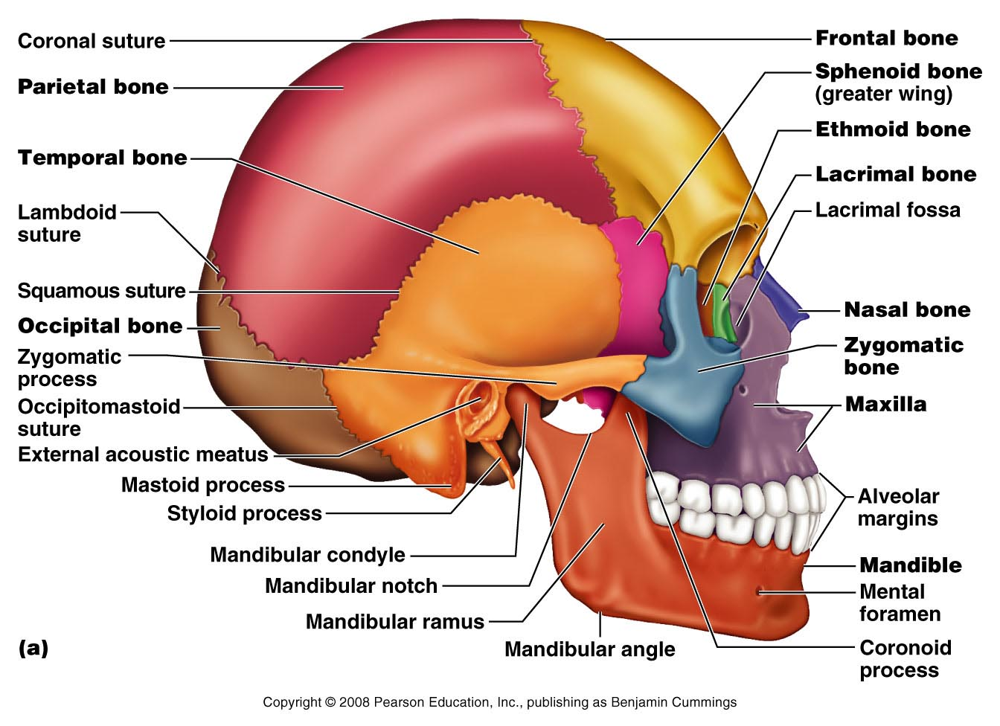 Coronal suture
Parietal bone
Temporal bone
Lambdoid
suture
Squamous suture
Occipital bone
Zygomatic
process
Occipitomastoid
suture
External acoustic meatus
Mastoid process
Styloid process
Mandibular condyle
Mandibular notch
Mandibular ramus
Mandibular angle
Frontal bone
Sphenoid bone
(greater wing)
Ethmoid bone
Lacrimal bone
Lacrimal fossa
Nasal bone
Zygomatic
bone
Maxilla
Alveolar
margins
Mandible
Mental
foramen
Coronoid
process
(a)
Copyright © 2008 Pearson Education, Inc., publishing as Benjamin Cummings